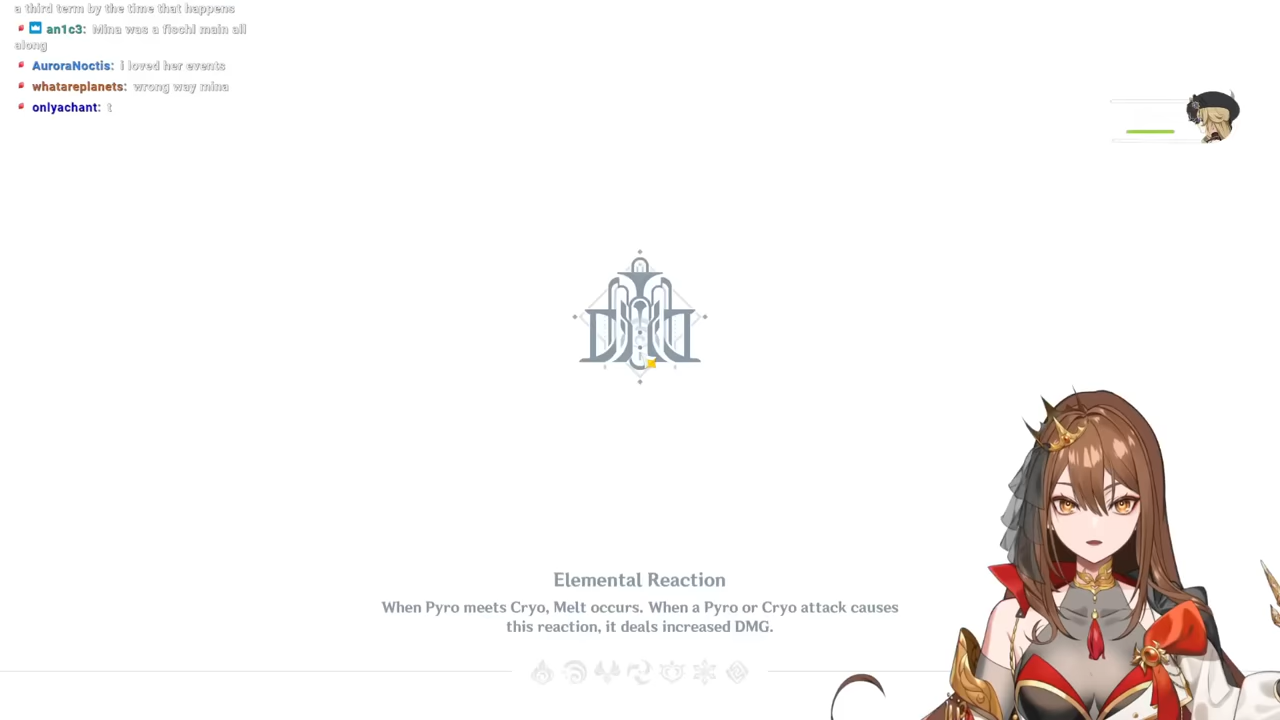 a third term by the time that happens
an1c3: Mina was a fischl main all
along
AuroraNoctis: i loved her events
whatareplanets: wrong way mina
onlyachant: t
Elemental Reaction
When Pyro meets Cryo, Melt occurs. When a Pyro or Cryo attack causes
this reaction, it deals increased DMG.